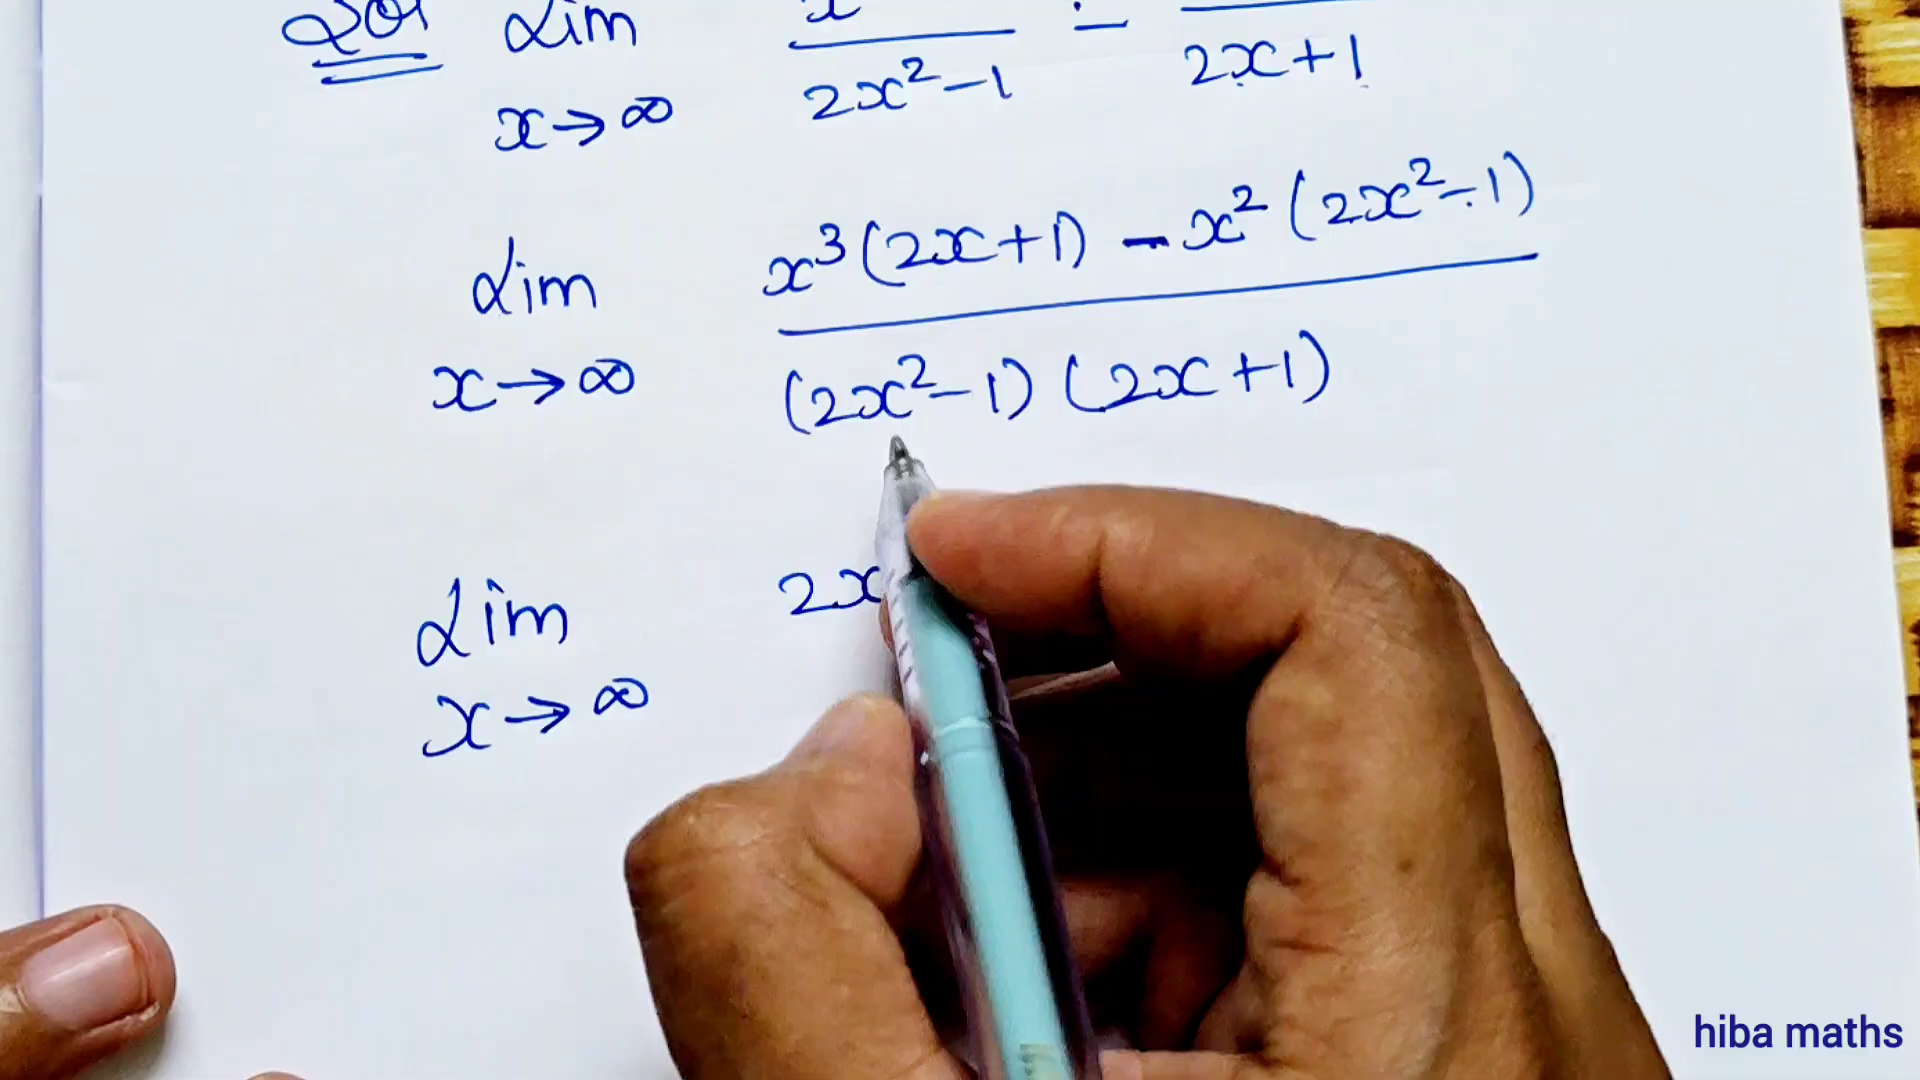 Sol Lim x / 2x²-1 - / 2x+1
x→∞
Lim x³(2x+1) - x²(2x²-1) / (2x²-1)(2x+1)
x→∞
Lim 2x
x→∞
hiba maths